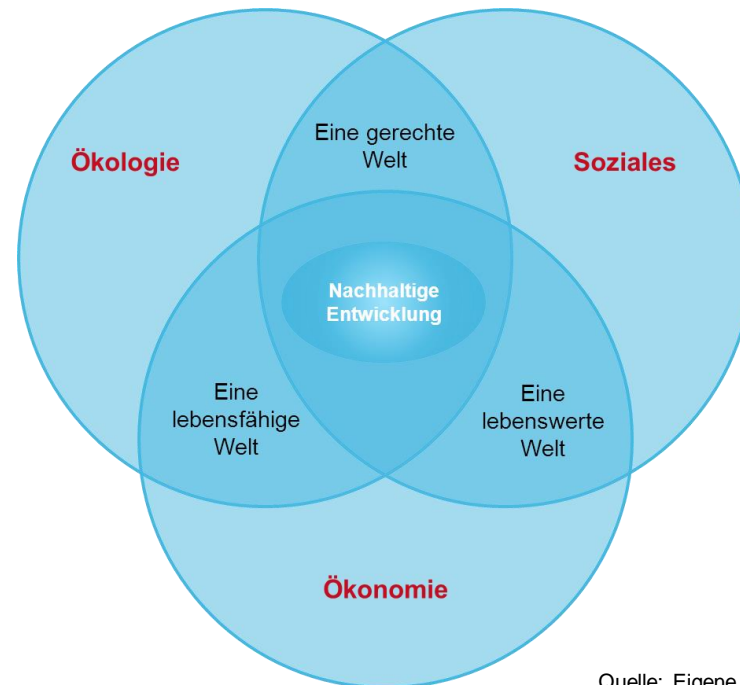 Eine gerechte
Welt
Ökologie
Soziales
Nachhaltige
Entwicklung
Eine
lebensfähige
Welt
Eine
lebenswerte
Welt
Ökonomie
Quelle: Eigene